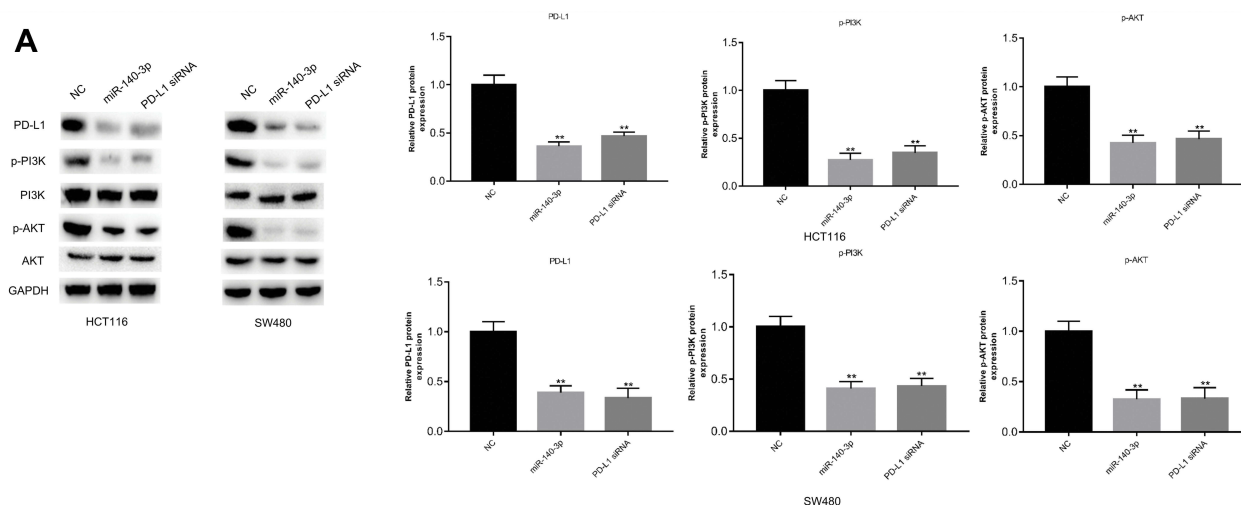 A
NC
miR-140-3p
PD-L1 siRNA
NC
miR-140-3p
PD-L1 siRNA
PD-L1
p-PI3K
PI3K
p-AKT
AKT
GAPDH
HCT116
SW480
PD-L1
Relative PD-L1 protein
expression
1.5
1.0
0.5
0.0
**
**
NC
miR-140-3p
PD-L1 siRNA
p-PI3K
Relative p-PI3K protein
expression
1.5
1.0
0.5
0.0
**
**
NC
miR-140-3p
PD-L1 siRNA
p-AKT
Relative p-AKT protein
expression
1.5
1.0
0.5
0.0
**
**
NC
miR-140-3p
PD-L1 siRNA
HCT116
PD-L1
Relative PD-L1 protein
expression
1.5
1.0
0.5
0.0
**
**
NC
miR-140-3p
PD-L1 siRNA
p-PI3K
Relative p-PI3K protein
expression
1.5
1.0
0.5
0.0
**
**
NC
miR-140-3p
PD-L1 siRNA
p-AKT
Relative p-AKT protein
expression
1.5
1.0
0.5
0.0
**
**
NC
miR-140-3p
PD-L1 siRNA
SW480